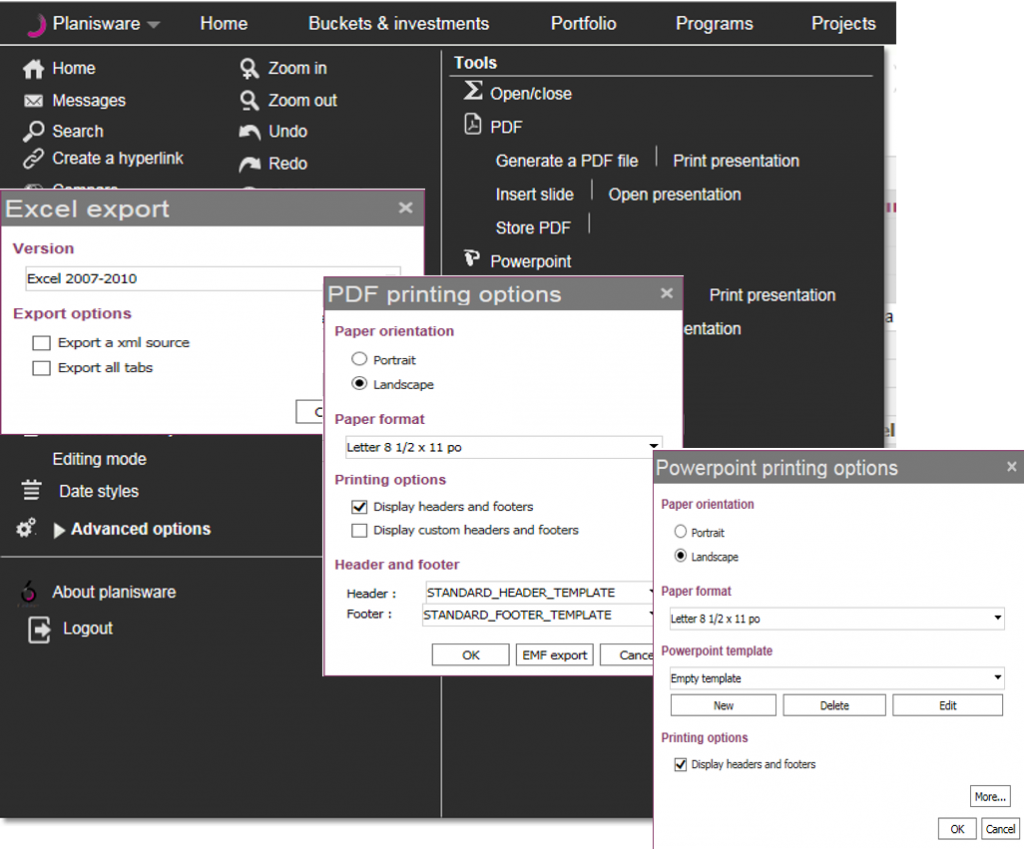 Planisware Home Buckets & investments Portfolio Programs Projects
Home
Messages
Search
Create a hyperlink
Compare
Zoom in
Zoom out
Undo
Redo
Tools
Open/close
PDF
Generate a PDF file Print presentation
Insert slide Open presentation
Store PDF
Powerpoint
Print presentation
entation
Excel export
Version
Excel 2007-2010
Export options
Export a xml source
Export all tabs
PDF printing options
Paper orientation
Portrait
Landscape
Paper format
Letter 8 1/2 x 11 po
Printing options
Display headers and footers
Display custom headers and footers
Header and footer
Header : STANDARD_HEADER_TEMPLATE
Footer : STANDARD_FOOTER_TEMPLATE
OK EMF export Cance
Editing mode
Date styles
Advanced options
About planisware
Logout
Powerpoint printing options
Paper orientation
Portrait
Landscape
Paper format
Letter 8 1/2 x 11 po
Powerpoint template
Empty template
New Delete Edit
Printing options
Display headers and footers
More...
OK Cancel